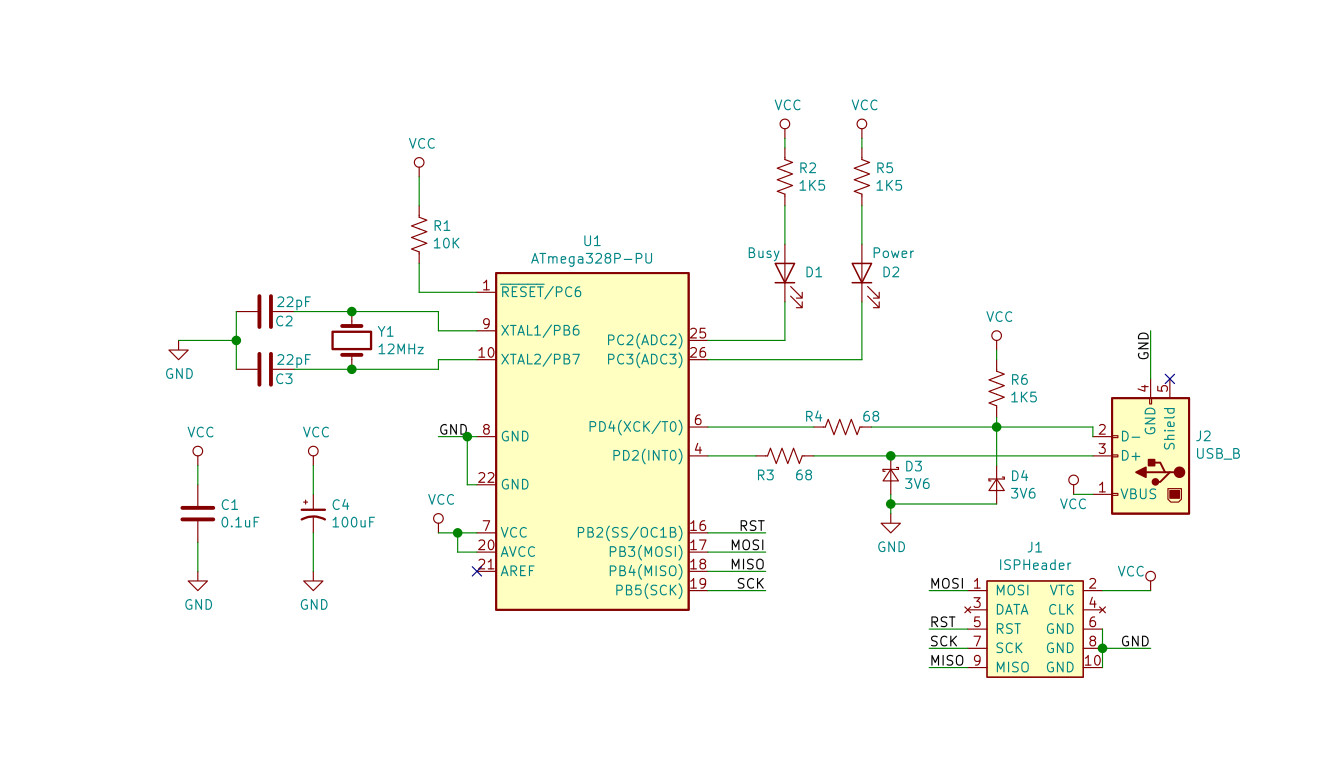 VCC
VCC
VCC
R2
1K5
R5
1K5
R1
10K
U1
ATmega328P-PU
Busy
D1
Power
D2
1
RESET/PC6
22pF
C2
9
XTAL1/PB6
Y1
12MHz
GND
22pF
C3
10
XTAL2/PB7
PC2(ADC2)
25
PC3(ADC3)
26
VCC
R6
1K5
GND
4
5
GND
Shield
J2
USB_B
2
D-
3
D+
1
VBUS
VCC
PD4(XCK/T0)
6
R4
68
PD2(INT0)
4
R3
68
D3
3V6
D4
3V6
GND
VCC
C1
0.1uF
GND
VCC
+
C4
100uF
GND
GND
8
GND
22
GND
VCC
7
VCC
20
AVCC
21
AREF
PB2(SS/OC1B)
16
RST
PB3(MOSI)
17
MOSI
PB4(MISO)
18
MISO
PB5(SCK)
19
SCK
J1
ISPHeader
MOSI
1
MOSI
VTG
2
VCC
3
DATA
CLK
4
RST
5
RST
GND
6
SCK
7
SCK
GND
8
GND
MISO
9
MISO
GND
10